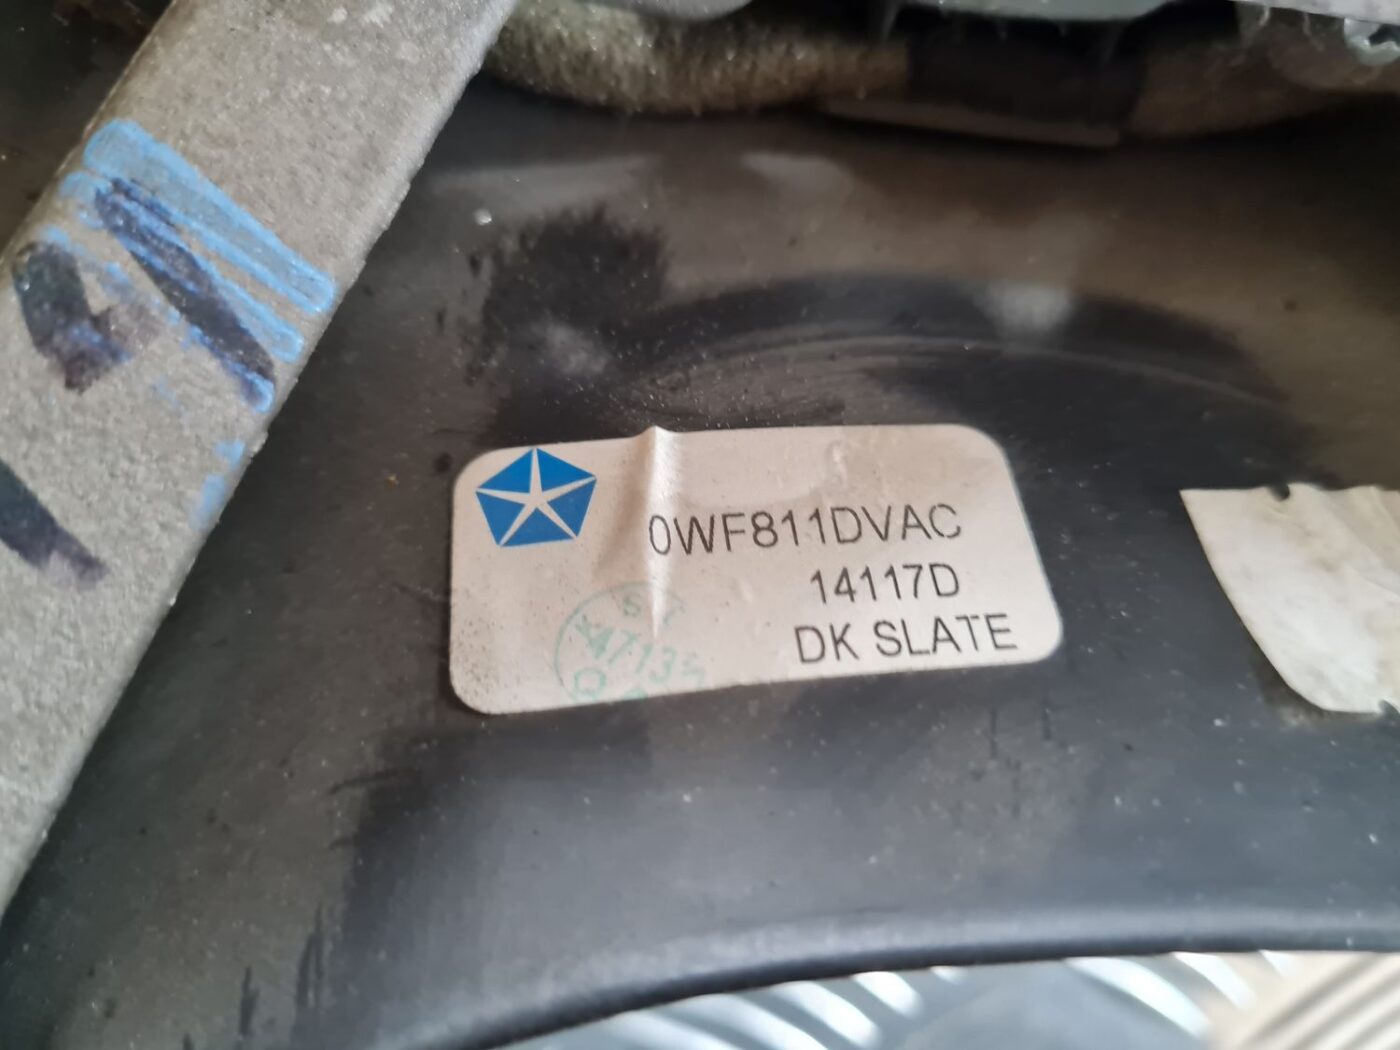 0WF811DVAC
14117D
DK SLATE